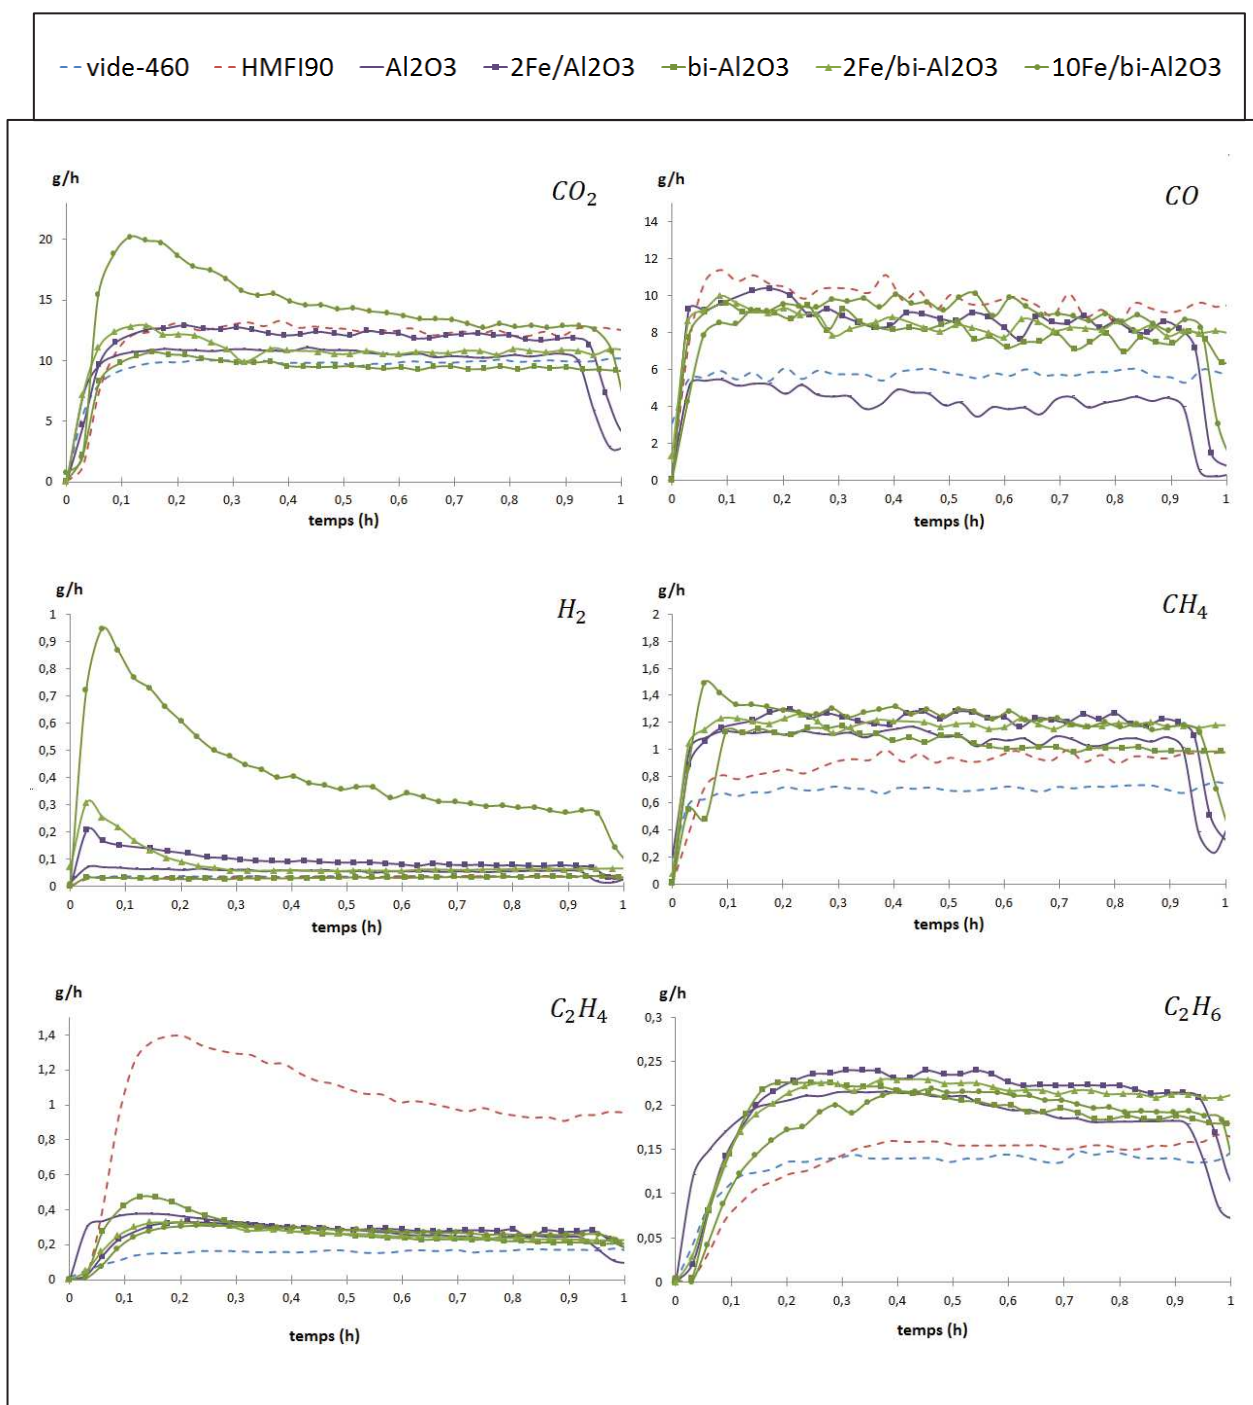 vide-460 HMFI90 Al2O3 2Fe/Al2O3 bi-Al2O3 2Fe/bi-Al2O3 10Fe/bi-Al2O3
g/h
CO₂
20
15
10
5
0
0 0,1 0,2 0,3 0,4 0,5 0,6 0,7 0,8 0,9 1
temps (h)
g/h
CO
14
12
10
8
6
4
2
0
0 0,1 0,2 0,3 0,4 0,5 0,6 0,7 0,8 0,9 1
temps (h)
g/h
H₂
1
0,9
0,8
0,7
0,6
0,5
0,4
0,3
0,2
0,1
0
0 0,1 0,2 0,3 0,4 0,5 0,6 0,7 0,8 0,9 1
temps (h)
g/h
CH₄
2
1,8
1,6
1,4
1,2
1
0,8
0,6
0,4
0,2
0
0 0,1 0,2 0,3 0,4 0,5 0,6 0,7 0,8 0,9 1
temps (h)
g/h
C₂H₄
1,4
1,2
1
0,8
0,6
0,4
0,2
0
0 0,1 0,2 0,3 0,4 0,5 0,6 0,7 0,8 0,9 1
temps (h)
g/h
C₂H₆
0,3
0,25
0,2
0,15
0,1
0,05
0
0 0,1 0,2 0,3 0,4 0,5 0,6 0,7 0,8 0,9 1
temps (h)